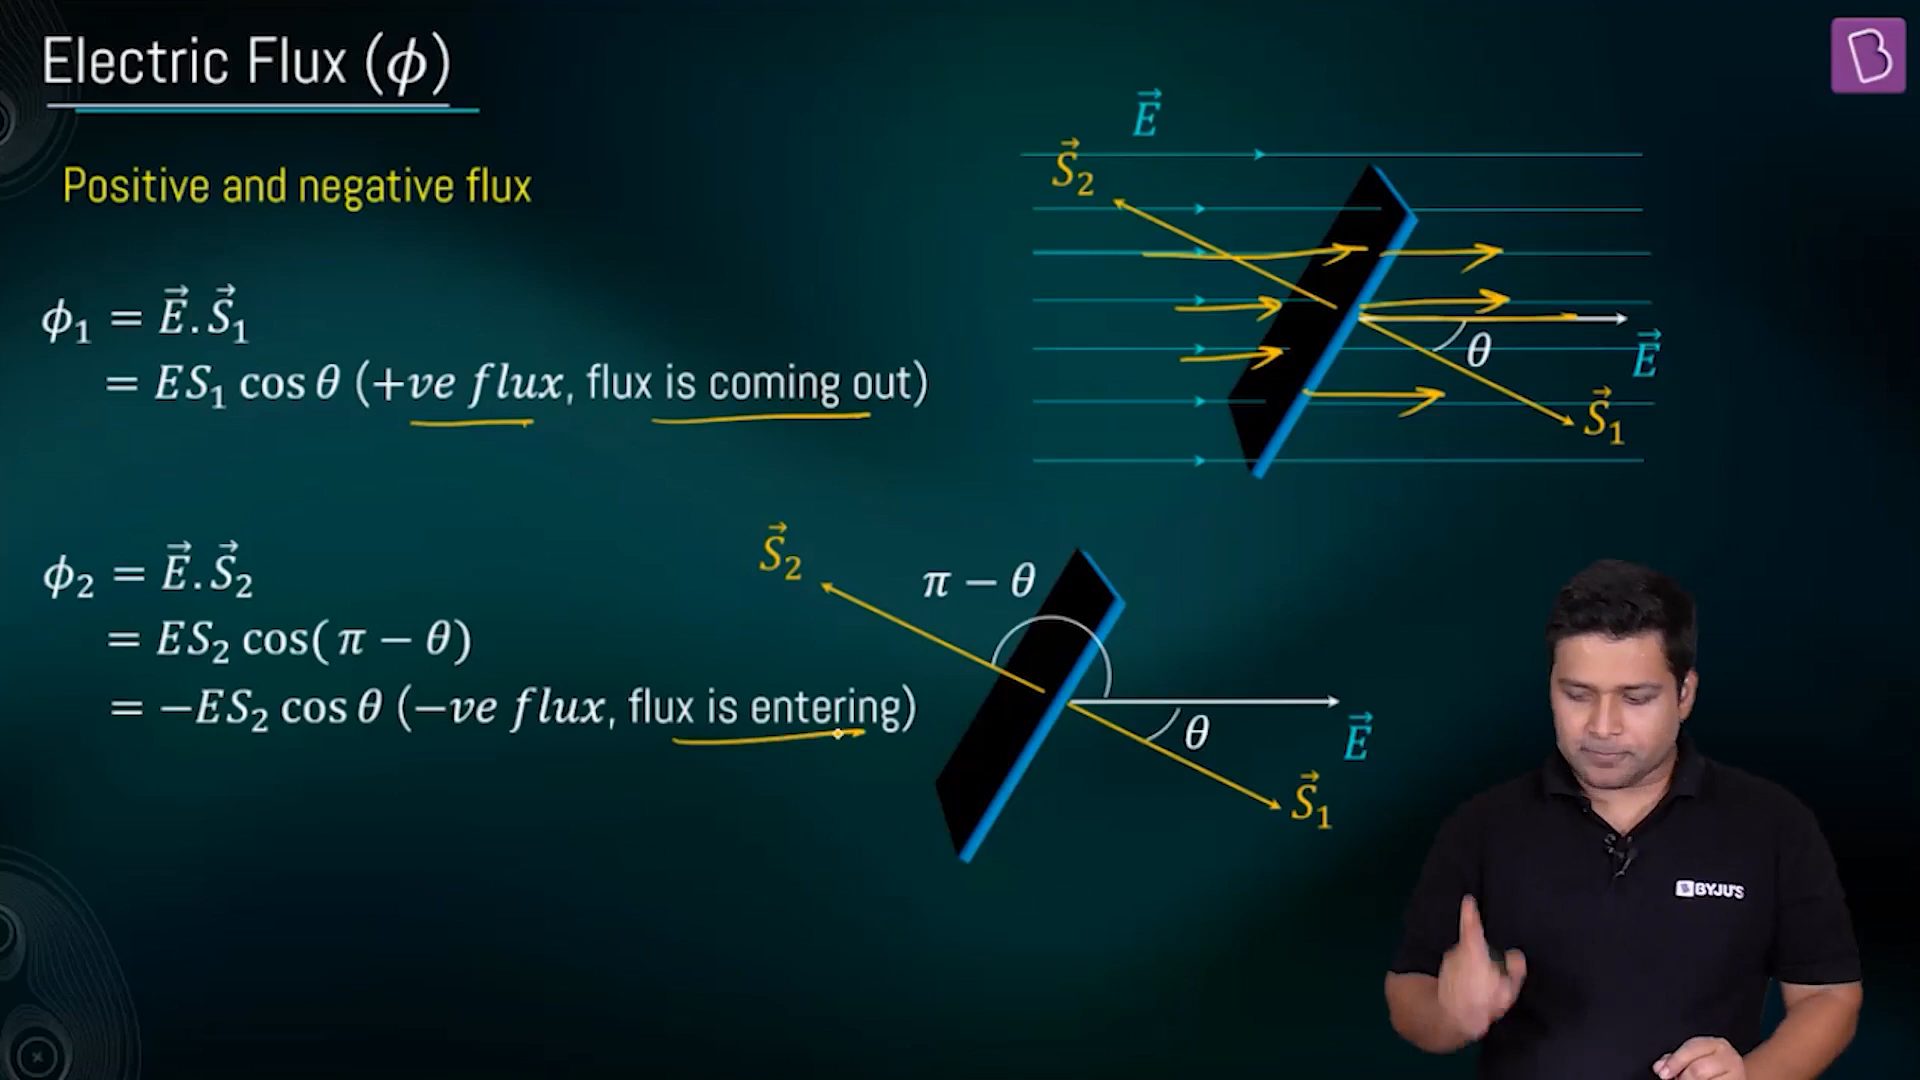 Electric Flux (ϕ)
Positive and negative flux
ϕ₁ = E⃗.S⃗₁
= ES₁ cos θ (+ve flux, flux is coming out)
ϕ₂ = E⃗.S⃗₂
= ES₂ cos( π − θ)
= −ES₂ cos θ (−ve flux, flux is entering)
E⃗
S⃗₂
θ
E⃗
S⃗₁
S⃗₂
π − θ
θ
E⃗
S⃗₁
B
BYJU'S